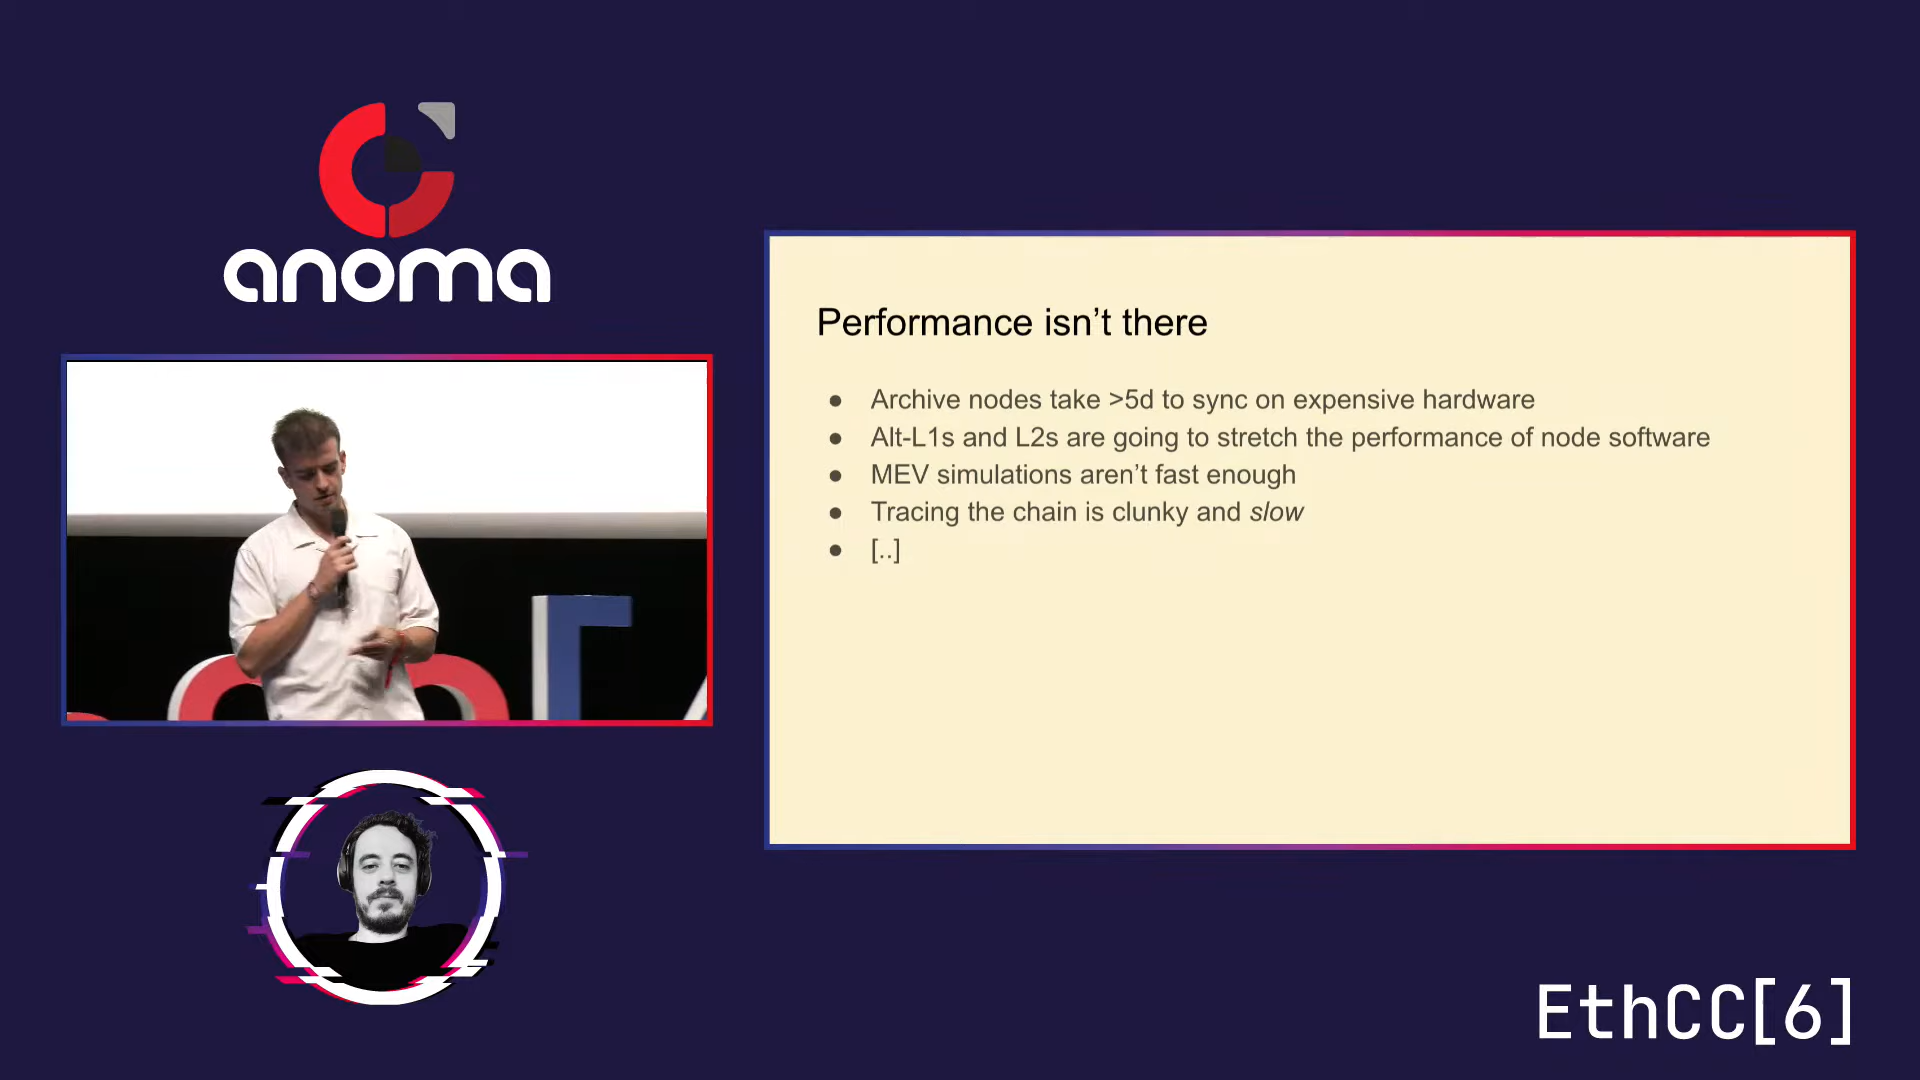 anoma
Performance isn’t there
● Archive nodes take >5d to sync on expensive hardware
● Alt-L1s and L2s are going to stretch the performance of node software
● MEV simulations aren’t fast enough
● Tracing the chain is clunky and slow
● [..]
EthCC[6]